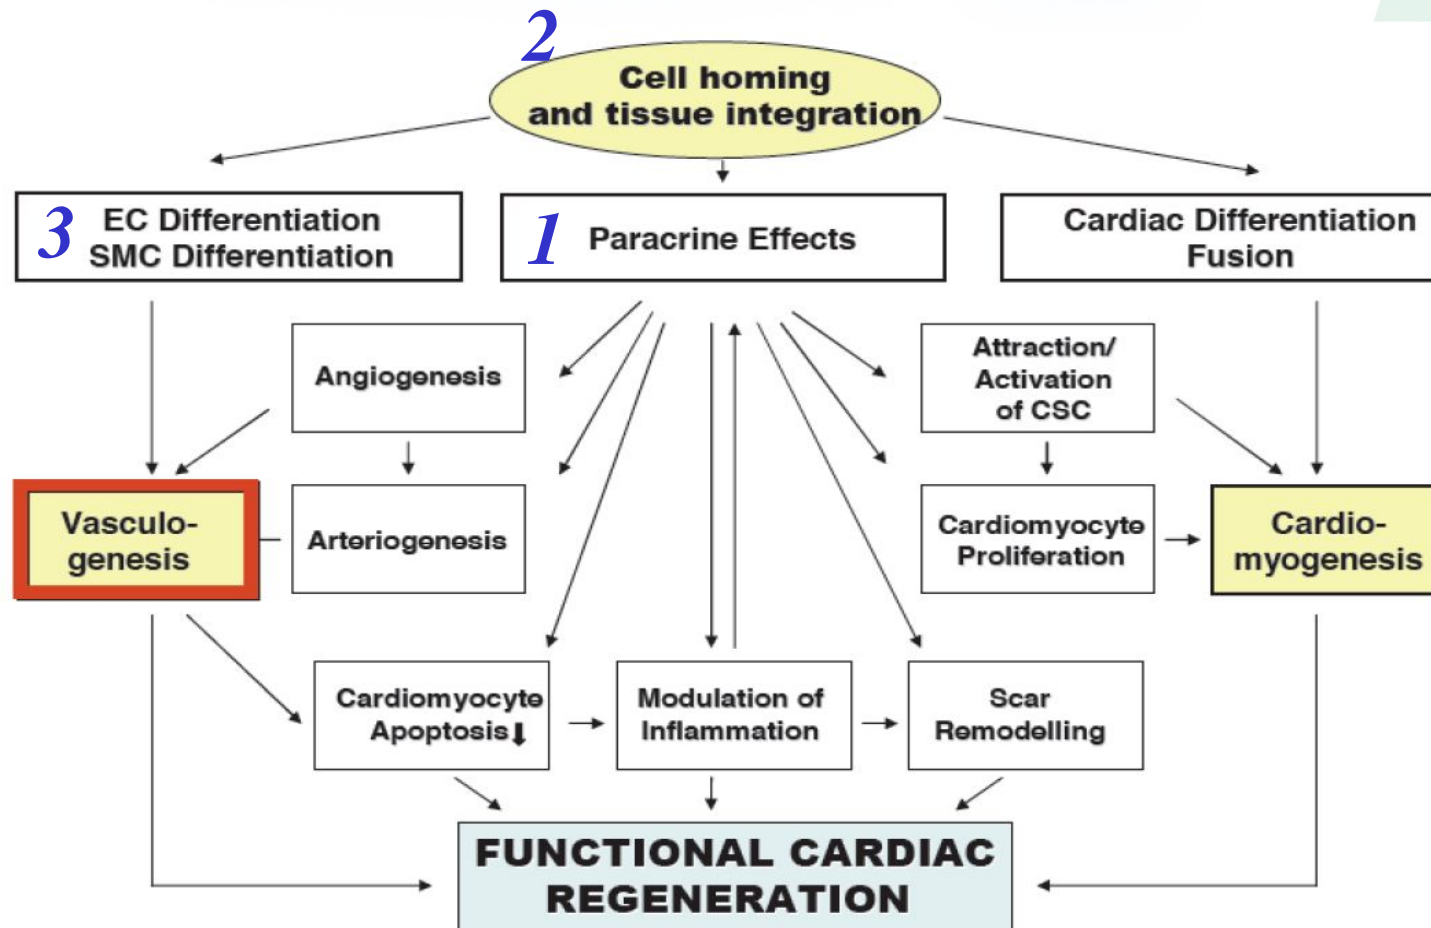 2
Cell homing
and tissue integration
3
EC Differentiation
SMC Differentiation
1
Paracrine Effects
Cardiac Differentiation
Fusion
Angiogenesis
Attraction/
Activation
of CSC
Vasculo-
genesis
Arteriogenesis
Cardiomyocyte
Proliferation
Cardio-
myogenesis
Cardiomyocyte
Apoptosis⬇
Modulation of
Inflammation
Scar
Remodelling
FUNCTIONAL CARDIAC
REGENERATION